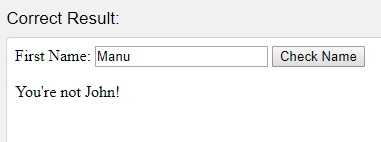 Correct Result:
First Name: Manu Check Name
You're not John!